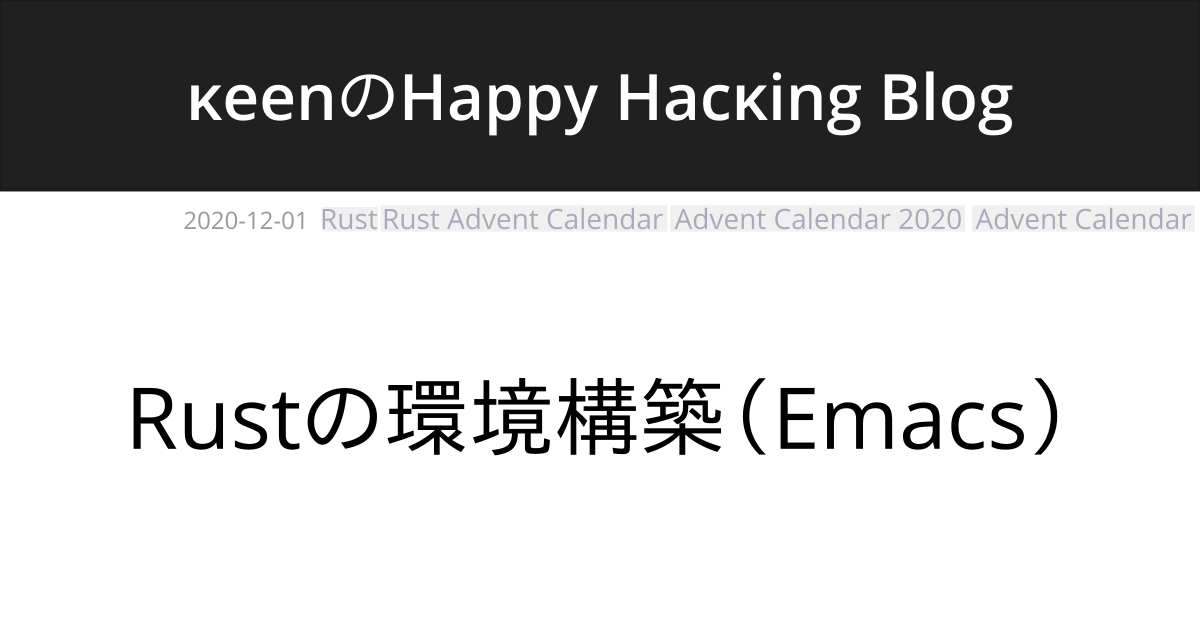 κeenのHappy Hacκing Blog
2020-12-01 Rust Rust Advent Calendar Advent Calendar 2020 Advent Calendar
Rustの環境構築（Emacs）